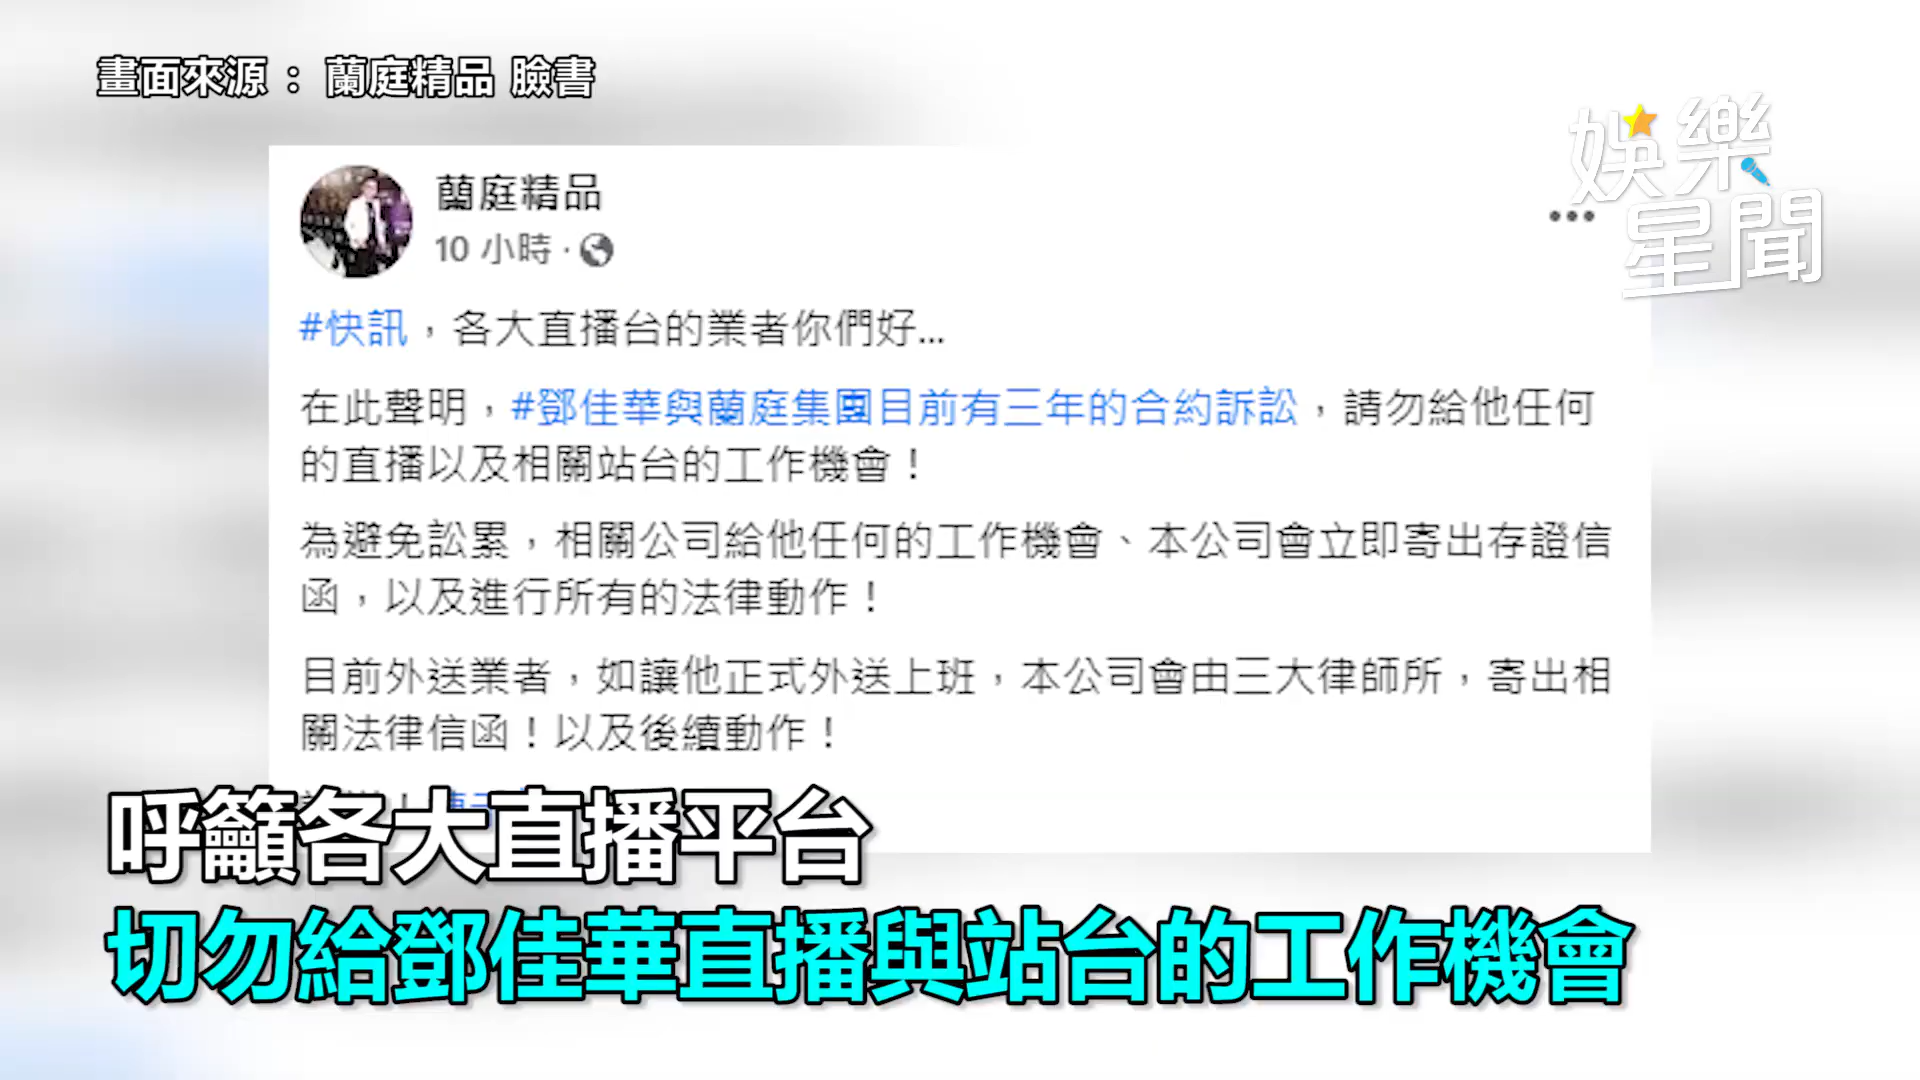 畫面來源：蘭庭精品 臉書
娛樂
星聞
蘭庭精品
10 小時 ·
#快訊，各大直播台的業者你們好...
在此聲明，#鄧佳華與蘭庭集團目前有三年的合約訴訟，請勿給他任何
的直播以及相關站台的工作機會！
為避免訟累，相關公司給他任何的工作機會、本公司會立即寄出存證信
函，以及進行所有的法律動作！
目前外送業者，如讓他正式外送上班，本公司會由三大律師所，寄出相
關法律信函！以及後續動作！
呼籲各大直播平台
切勿給鄧佳華直播與站台的工作機會